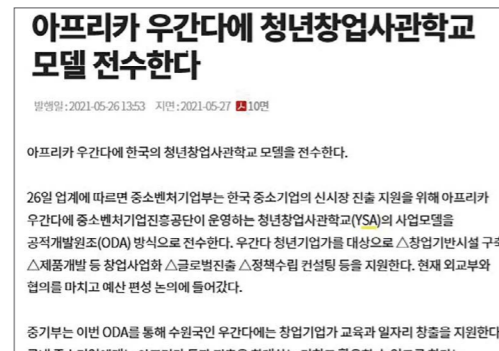 아프리카 우간다에 청년창업사관학교
모델 전수한다
발행일 : 2021-05-26 13:53 지면 : 2021-05-27 10면
아프리카 우간다에 한국의 청년창업사관학교 모델을 전수한다.
26일 업계에 따르면 중소벤처기업부는 한국 중소기업의 신시장 진출 지원을 위해 아프리카
우간다에 중소벤처기업진흥공단이 운영하는 청년창업사관학교(YSA)의 사업모델을
공적개발원조(ODA) 방식으로 전수한다. 우간다 청년기업가를 대상으로 △창업기반시설 구축
△제품개발 등 창업사업화 △글로벌진출 △정책수립 컨설팅 등을 지원한다. 현재 외교부와
협의를 마치고 예산 편성 논의에 들어갔다.
중기부는 이번 ODA를 통해 수원국인 우간다에는 창업기업가 교육과 일자리 창출을 지원한다